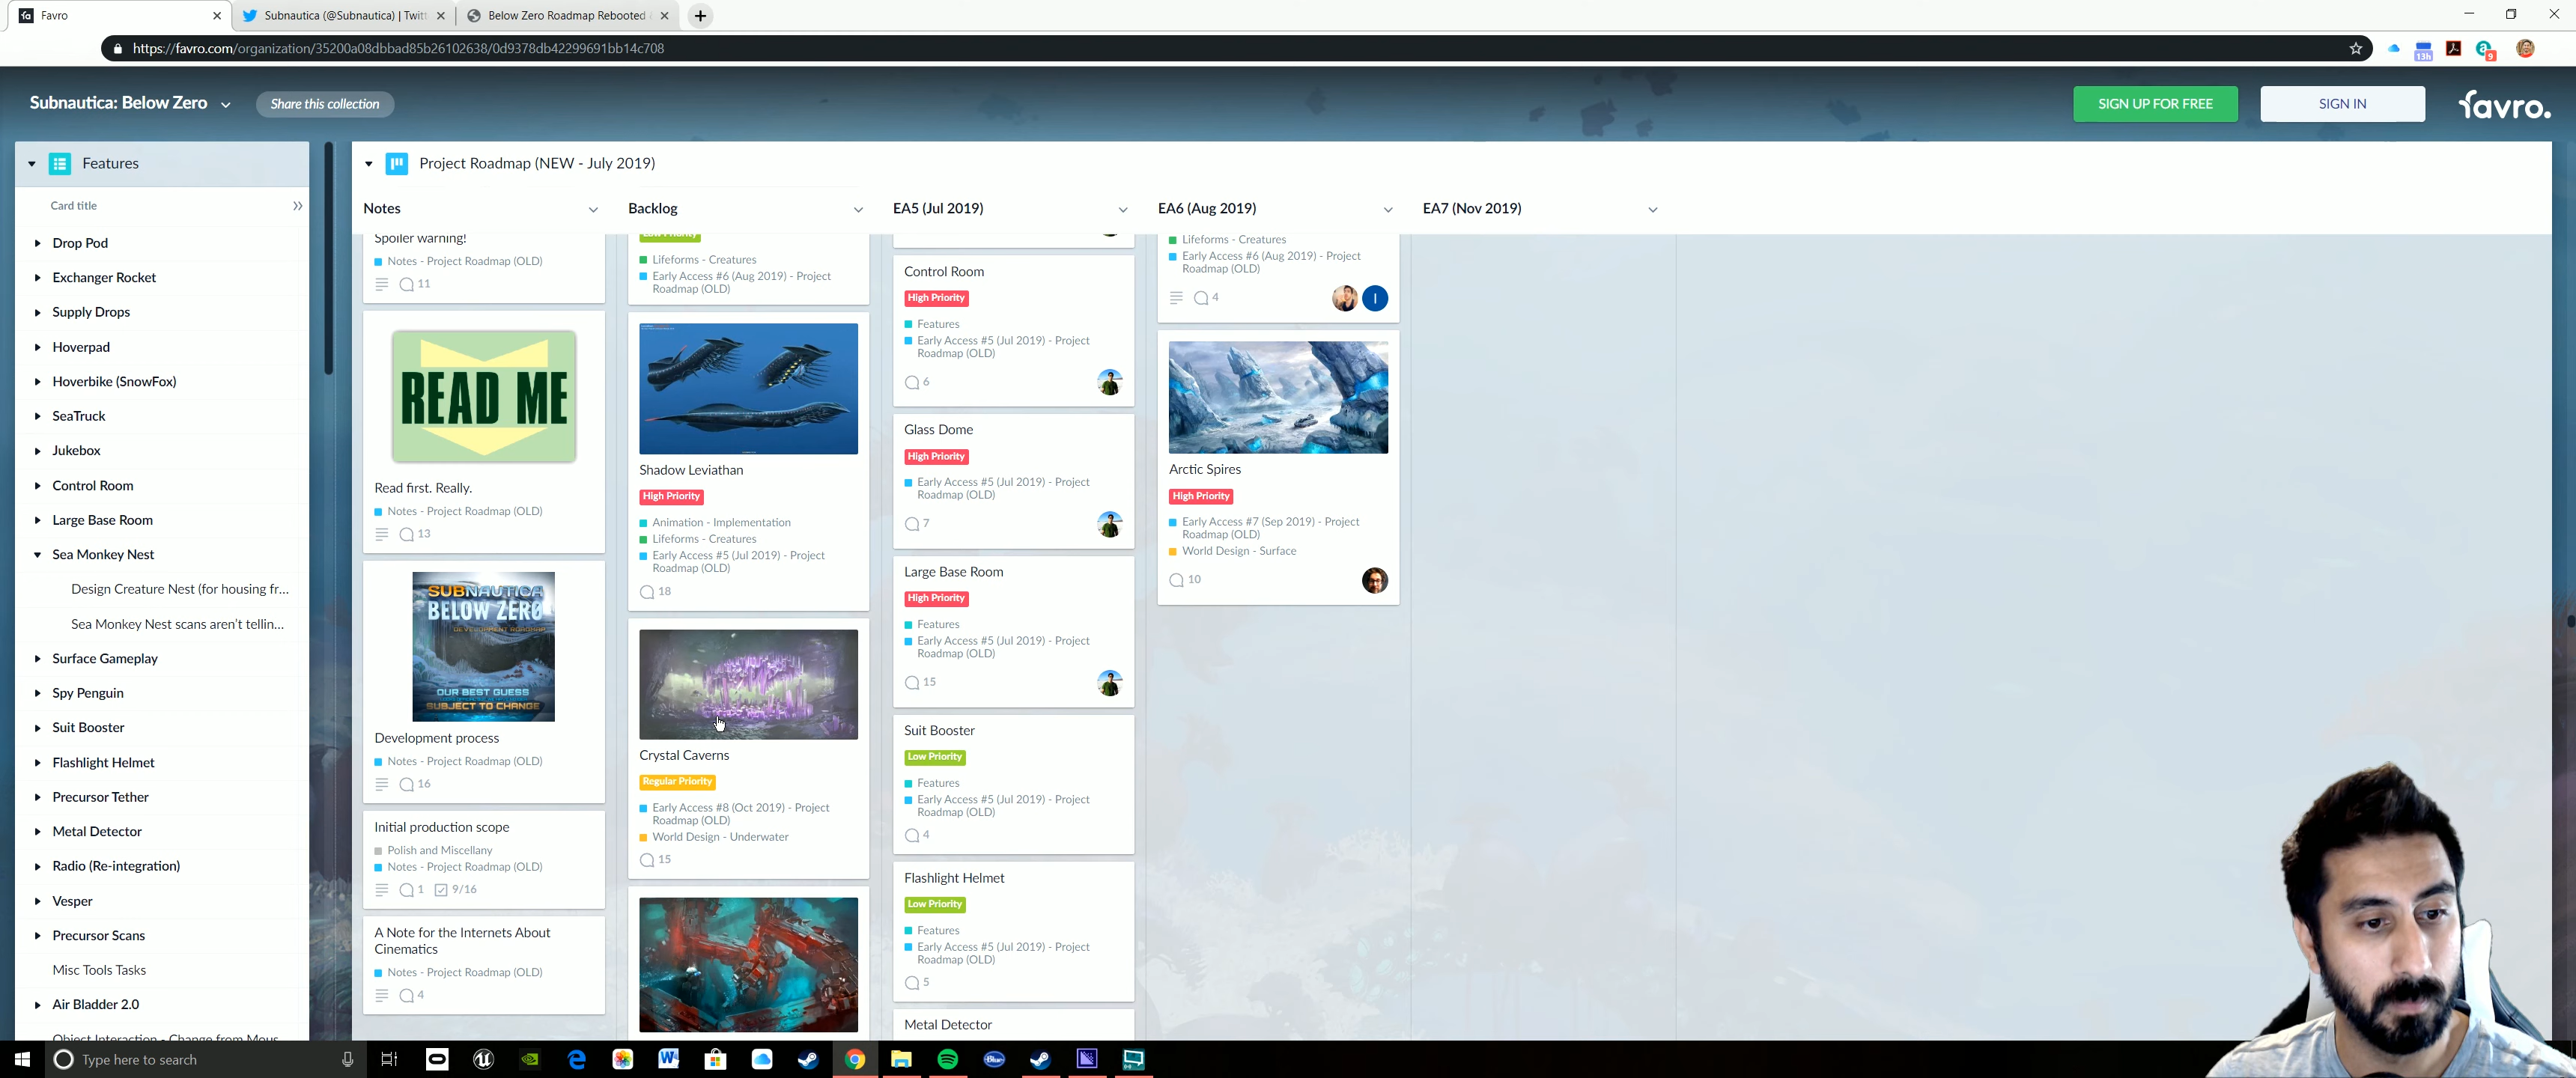 Favro
Subnautica (@Subnautica) | Twitt
Below Zero Roadmap Rebooted
https://favro.com/organization/35200a08dbbad85b26102638/0d9378db42299691bb14c708
13h
9
Subnautica: Below Zero
Share this collection
SIGN UP FOR FREE
SIGN IN
favro.
Features
Card title
Drop Pod
Exchanger Rocket
Supply Drops
Hoverpad
Hoverbike (SnowFox)
SeaTruck
Jukebox
Control Room
Large Base Room
Sea Monkey Nest
Design Creature Nest (for housing fr...
Sea Monkey Nest scans aren't tellin...
Surface Gameplay
Spy Penguin
Suit Booster
Flashlight Helmet
Precursor Tether
Metal Detector
Radio (Re-integration)
Vesper
Precursor Scans
Misc Tools Tasks
Air Bladder 2.0
Object Interaction - Change from Mous
Project Roadmap (NEW - July 2019)
Notes
Spoiler warning!
Notes - Project Roadmap (OLD)
11
READ ME
Read first. Really.
Notes - Project Roadmap (OLD)
13
SUBNAUTICA
BELOW ZERO
DEVELOPMENT ROADMAP
OUR BEST GUESS
SUBJECT TO CHANGE
Development process
Notes - Project Roadmap (OLD)
16
Initial production scope
Polish and Miscellany
Notes - Project Roadmap (OLD)
1 9/16
A Note for the Internets About
Cinematics
Notes - Project Roadmap (OLD)
4
Backlog
Low Priority
Lifeforms - Creatures
Early Access #6 (Aug 2019) - Project
Roadmap (OLD)
Shadow Leviathan
High Priority
Animation - Implementation
Lifeforms - Creatures
Early Access #5 (Jul 2019) - Project
Roadmap (OLD)
18
Crystal Caverns
Regular Priority
Early Access #8 (Oct 2019) - Project
Roadmap (OLD)
World Design - Underwater
15
EA5 (Jul 2019)
Control Room
High Priority
Features
Early Access #5 (Jul 2019) - Project
Roadmap (OLD)
6
Glass Dome
High Priority
Early Access #5 (Jul 2019) - Project
Roadmap (OLD)
7
Large Base Room
High Priority
Features
Early Access #5 (Jul 2019) - Project
Roadmap (OLD)
15
Suit Booster
Low Priority
Features
Early Access #5 (Jul 2019) - Project
Roadmap (OLD)
4
Flashlight Helmet
Low Priority
Features
Early Access #5 (Jul 2019) - Project
Roadmap (OLD)
5
Metal Detector
EA6 (Aug 2019)
Lifeforms - Creatures
Early Access #6 (Aug 2019) - Project
Roadmap (OLD)
4
I
Arctic Spires
High Priority
Early Access #7 (Sep 2019) - Project
Roadmap (OLD)
World Design - Surface
10
EA7 (Nov 2019)
Type here to search
Blue